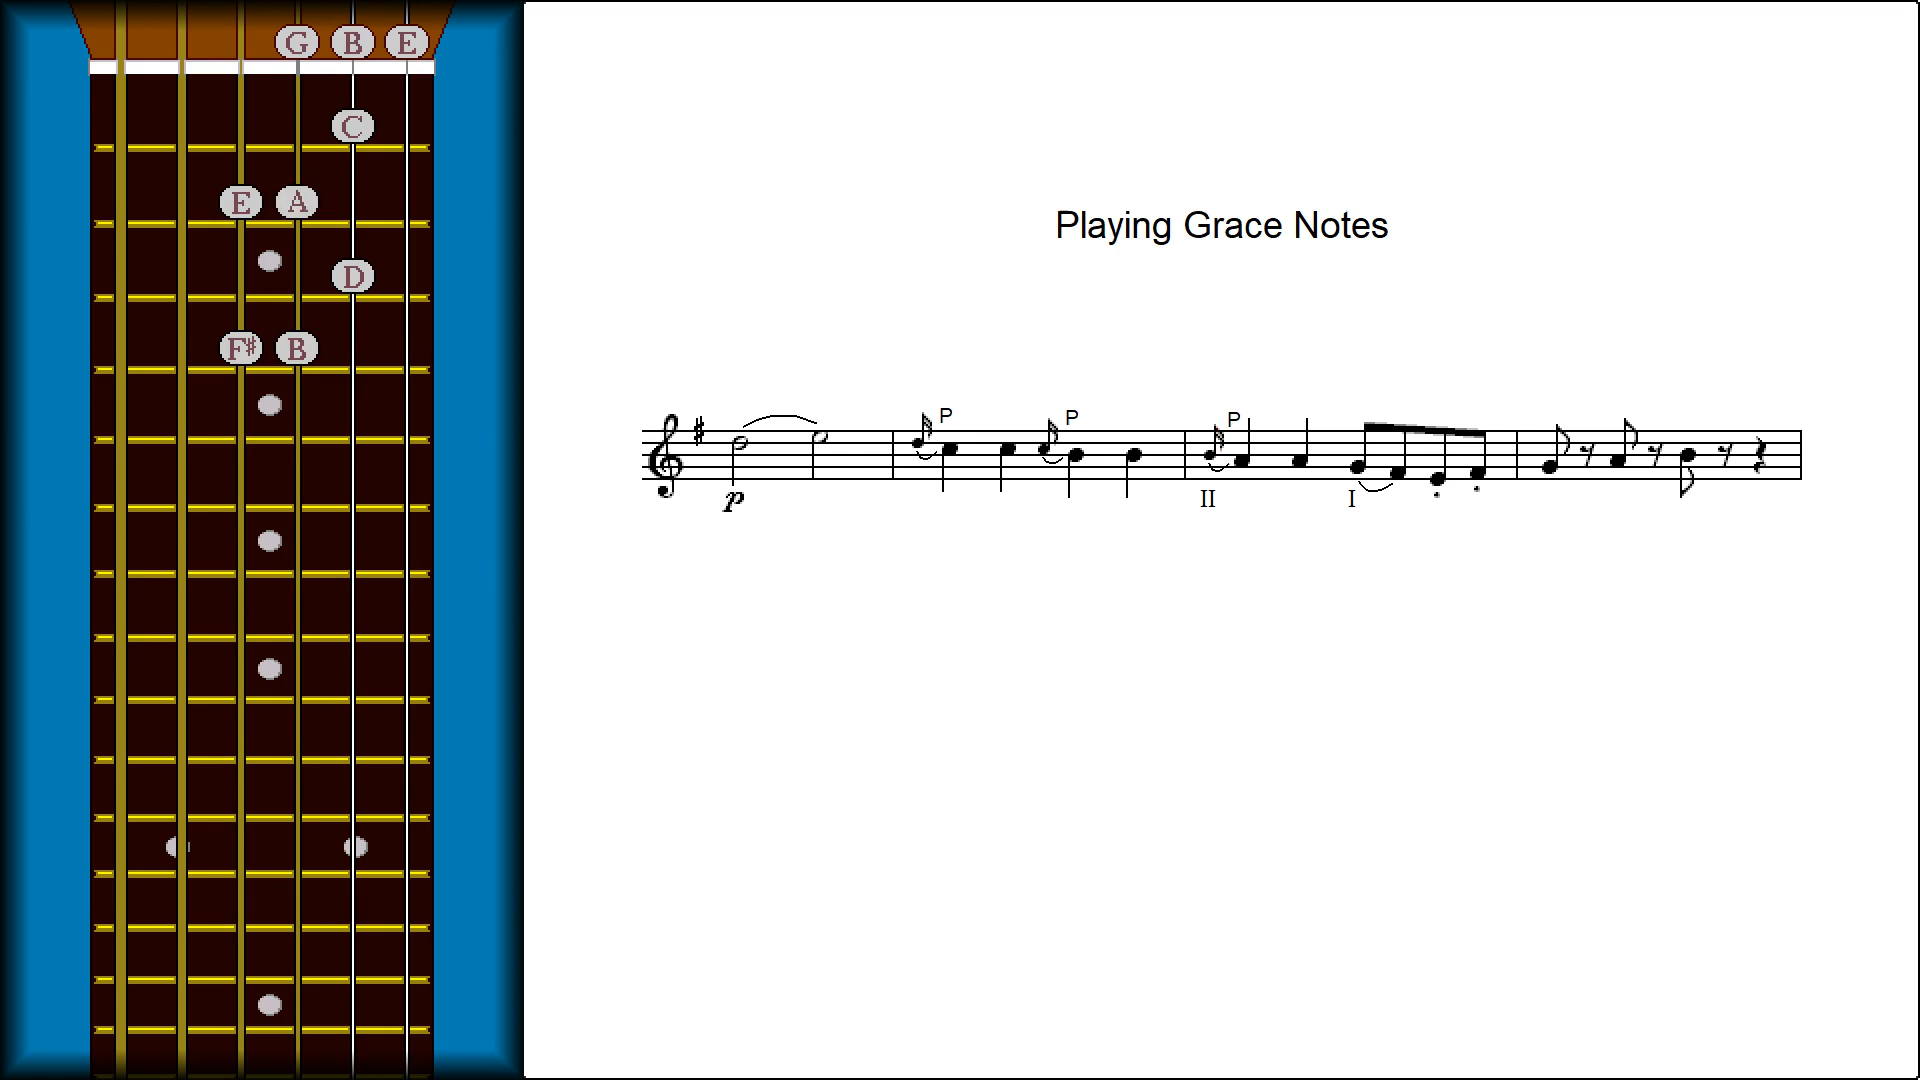 G B E
C
E A
D
F♯ B
Playing Grace Notes
P P P
p II I